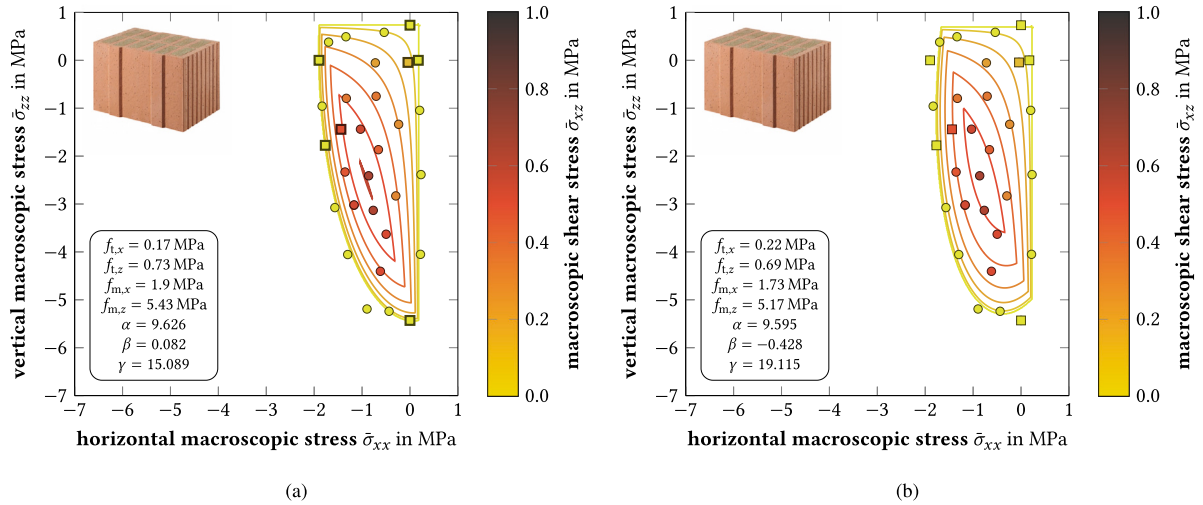 1
0
−1
−2
−3
−4
−5
−6
−7
−7
−6
−5
−4
−3
−2
−1
0
1
vertical macroscopic stress σ̄zz in MPa
horizontal macroscopic stress σ̄xx in MPa
ft,x = 0.17 MPa
ft,z = 0.73 MPa
fm,x = 1.9 MPa
fm,z = 5.43 MPa
α = 9.626
β = 0.082
γ = 15.089
1.0
0.8
0.6
0.4
0.2
0.0
macroscopic shear stress σ̄xz in MPa
(a)
1
0
−1
−2
−3
−4
−5
−6
−7
−7
−6
−5
−4
−3
−2
−1
0
1
vertical macroscopic stress σ̄zz in MPa
horizontal macroscopic stress σ̄xx in MPa
ft,x = 0.22 MPa
ft,z = 0.69 MPa
fm,x = 1.73 MPa
fm,z = 5.17 MPa
α = 9.595
β = −0.428
γ = 19.115
1.0
0.8
0.6
0.4
0.2
0.0
macroscopic shear stress σ̄xz in MPa
(b)